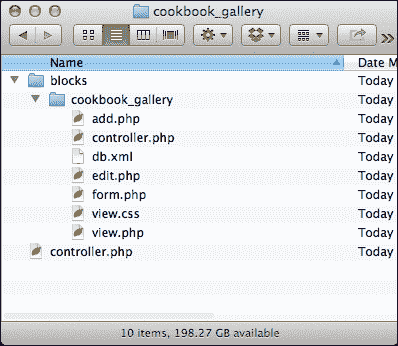 cookbook_gallery
Name Date M
blocks Today
cookbook_gallery Today
add.php Today
controller.php Today
db.xml Today
edit.php Today
form.php Today
view.css Today
view.php Today
controller.php Today
10 items, 198.27 GB available